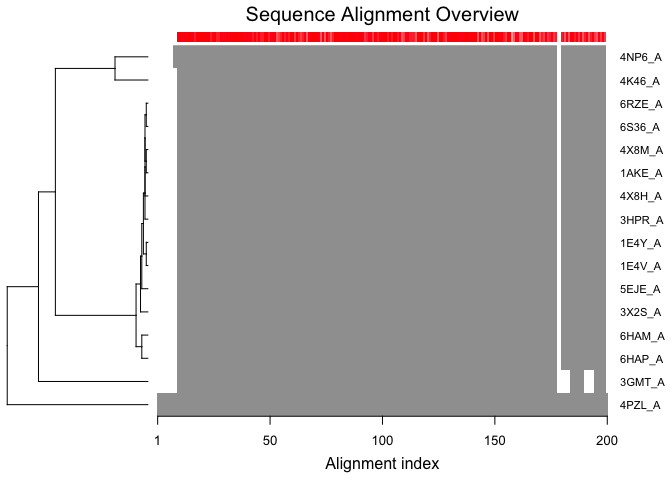 Sequence Alignment Overview
4NP6_A
4K46_A
6RZE_A
6S36_A
4X8M_A
1AKE_A
4X8H_A
3HPR_A
1E4Y_A
1E4V_A
5EJE_A
3X2S_A
6HAM_A
6HAP_A
3GMT_A
4PZL_A
1 50 100 150 200
Alignment index